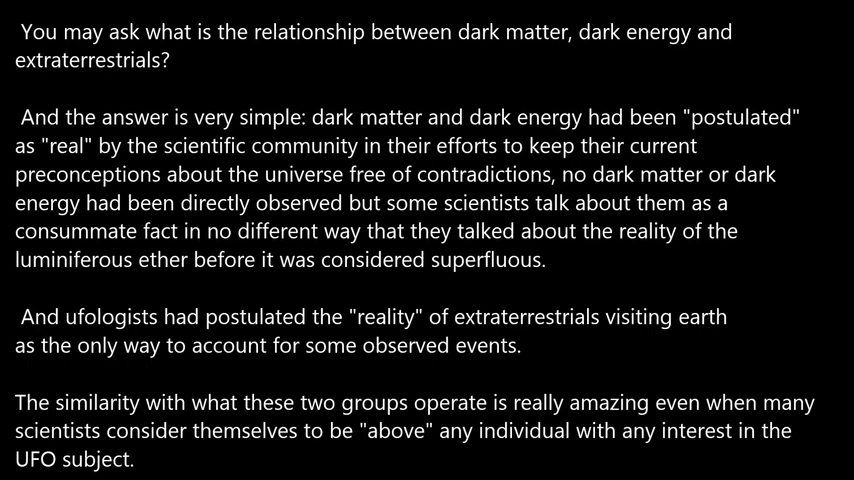 You may ask what is the relationship between dark matter, dark energy and
extraterrestrials?
And the answer is very simple: dark matter and dark energy had been "postulated"
as "real" by the scientific community in their efforts to keep their current
preconceptions about the universe free of contradictions, no dark matter or dark
energy had been directly observed but some scientists talk about them as a
consummate fact in no different way that they talked about the reality of the
luminiferous ether before it was considered superfluous.
And ufologists had postulated the "reality" of extraterrestrials visiting earth
as the only way to account for some observed events.
The similarity with what these two groups operate is really amazing even when many
scientists consider themselves to be "above" any individual with any interest in the
UFO subject.